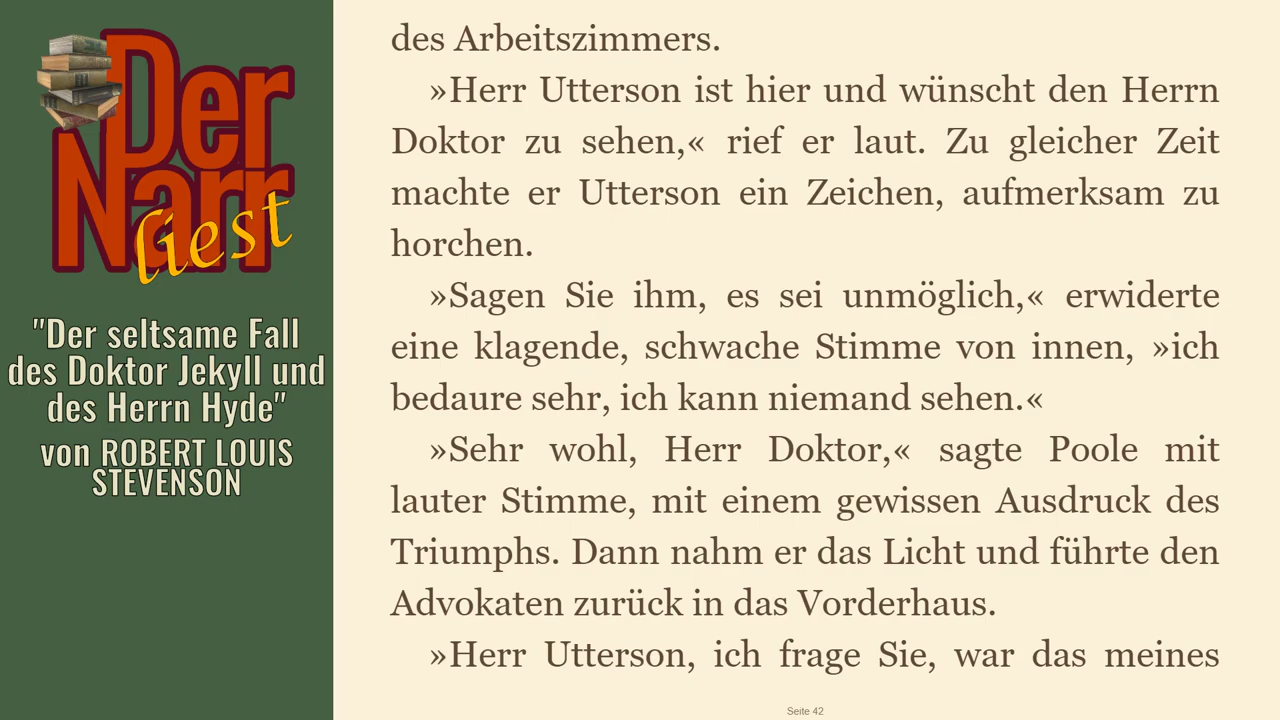 Der
Narr
liest
"Der seltsame Fall
des Doktor Jekyll und
des Herrn Hyde"
von ROBERT LOUIS
STEVENSON
des Arbeitszimmers.
»Herr Utterson ist hier und wünscht den Herrn
Doktor zu sehen,« rief er laut. Zu gleicher Zeit
machte er Utterson ein Zeichen, aufmerksam zu
horchen.
»Sagen Sie ihm, es sei unmöglich,« erwiderte
eine klagende, schwache Stimme von innen, »ich
bedaure sehr, ich kann niemand sehen.«
»Sehr wohl, Herr Doktor,« sagte Poole mit
lauter Stimme, mit einem gewissen Ausdruck des
Triumphs. Dann nahm er das Licht und führte den
Advokaten zurück in das Vorderhaus.
»Herr Utterson, ich frage Sie, war das meines
Seite 42